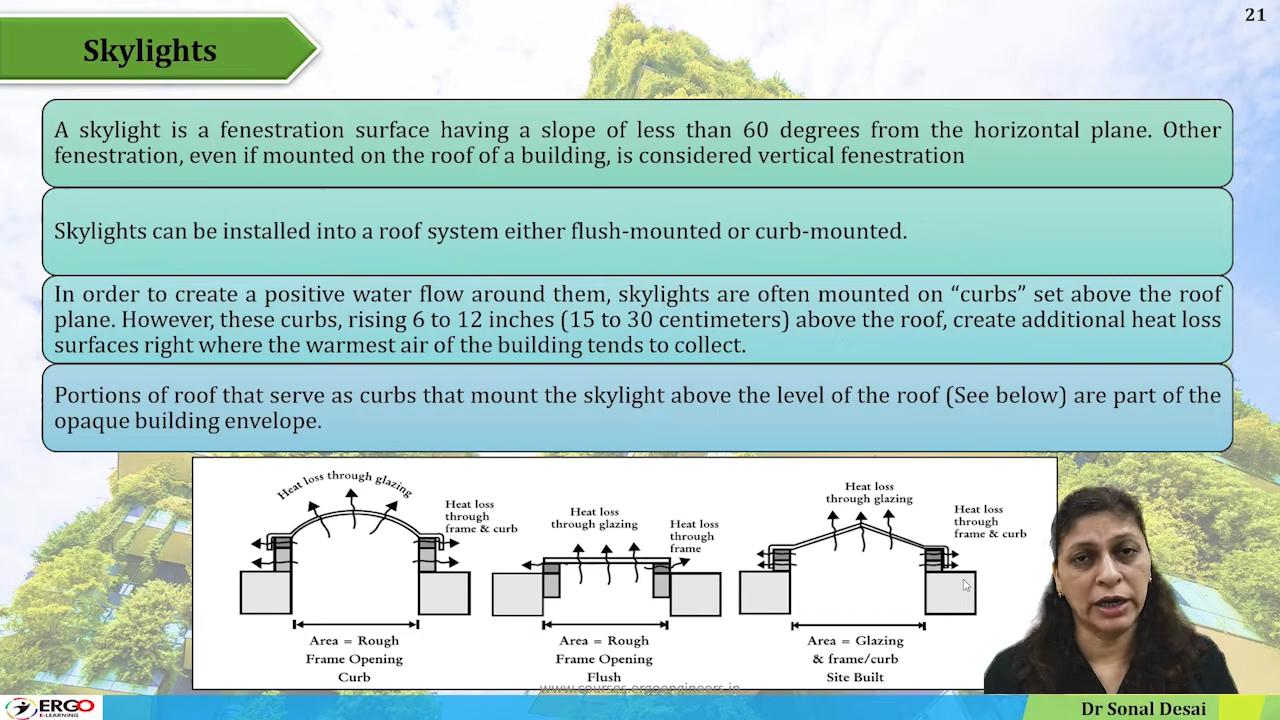 21
Skylights
A skylight is a fenestration surface having a slope of less than 60 degrees from the horizontal plane. Other
fenestration, even if mounted on the roof of a building, is considered vertical fenestration
Skylights can be installed into a roof system either flush-mounted or curb-mounted.
In order to create a positive water flow around them, skylights are often mounted on “curbs” set above the roof
plane. However, these curbs, rising 6 to 12 inches (15 to 30 centimeters) above the roof, create additional heat loss
surfaces right where the warmest air of the building tends to collect.
Portions of roof that serve as curbs that mount the skylight above the level of the roof (See below) are part of the
opaque building envelope.
Heat loss through glazing
Heat loss
through
frame & curb
Area = Rough
Frame Opening
Curb
Heat loss
through glazing
Heat loss
through
frame
Area = Rough
Frame Opening
Flush
Heat loss
through glazing
Heat loss
through
frame & curb
Area = Glazing
& frame/curb
Site Built
www.courses.ergoengineers.in
ERGO
E-LEARNING
Dr Sonal Desai